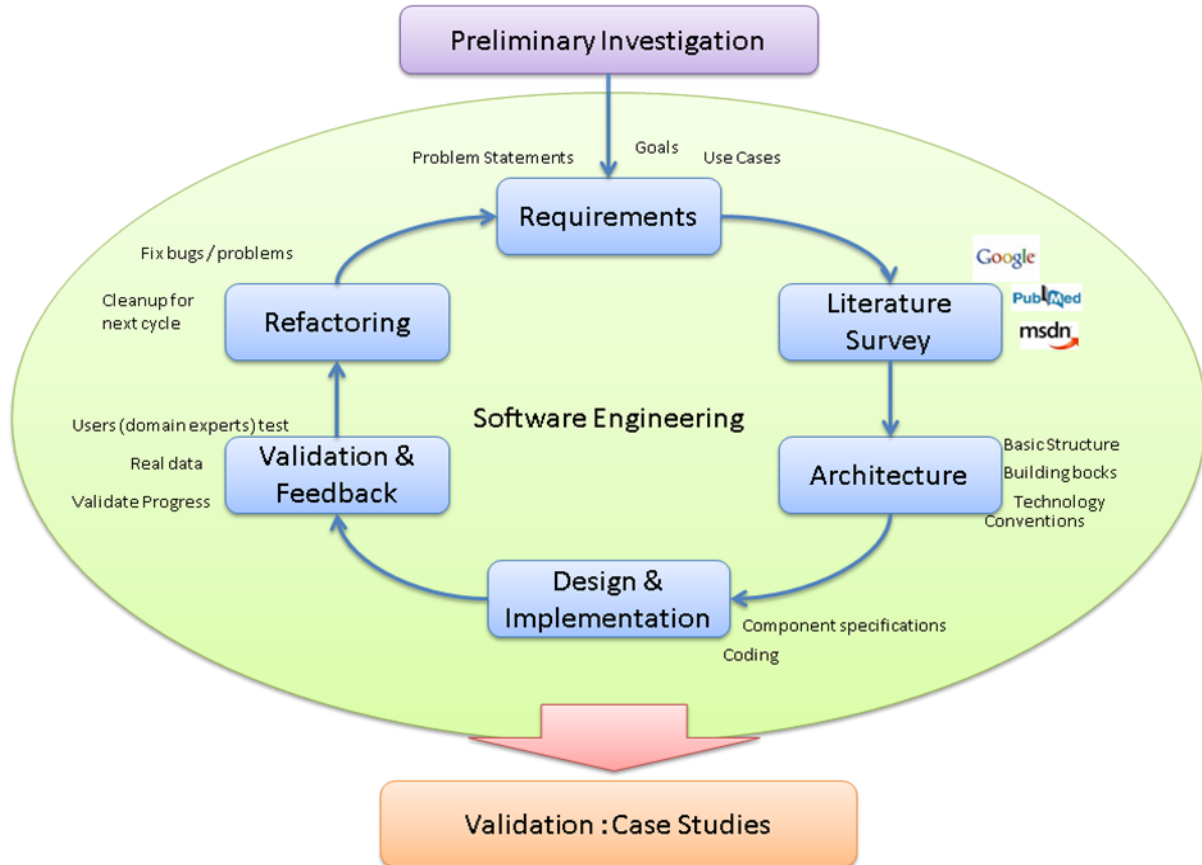 Preliminary Investigation
Problem Statements
Goals
Use Cases
Requirements
Fix bugs / problems
Cleanup for
next cycle
Refactoring
Google
PubMed
msdn
Literature
Survey
Software Engineering
Users (domain experts) test
Real data
Validate Progress
Validation &
Feedback
Architecture
Basic Structure
Building bocks
Technology
Conventions
Design &
Implementation
Component specifications
Coding
Validation : Case Studies